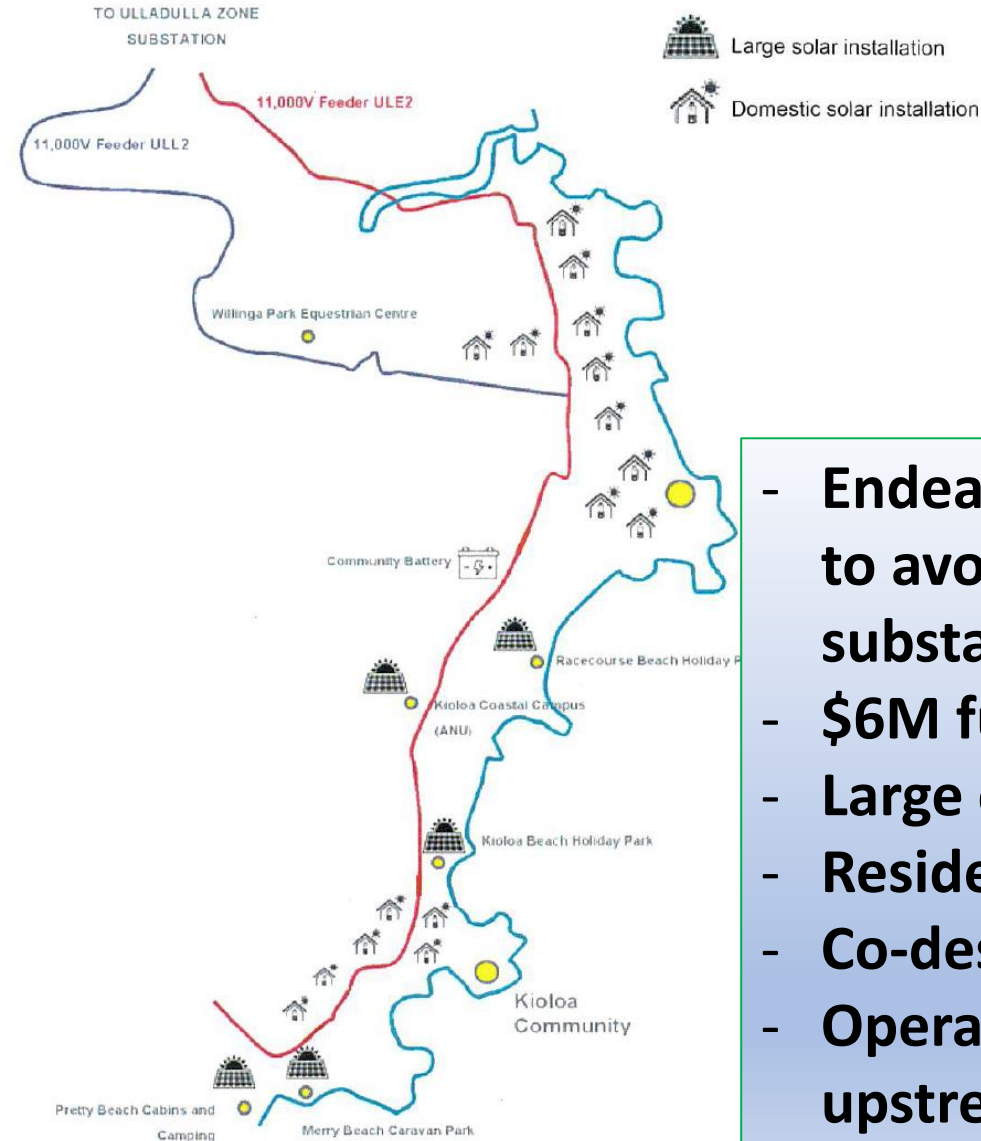 TO ULLADULLA ZONE
SUBSTATION
Large solar installation
Domestic solar installation
11,000V Feeder ULE2
11,000V Feeder ULL2
Willinga Park Equestrian Centre
Community Battery
Racecourse Beach Holiday P
Kioloa Coastal Campus
(ANU)
Kioloa Beach Holiday Park
Kioloa
Community
Pretty Beach Cabins and
Camping
Merry Beach Caravan Park
- Endea
to avo
substa
- $6M fu
- Large
- Reside
- Co-des
- Opera
upstre